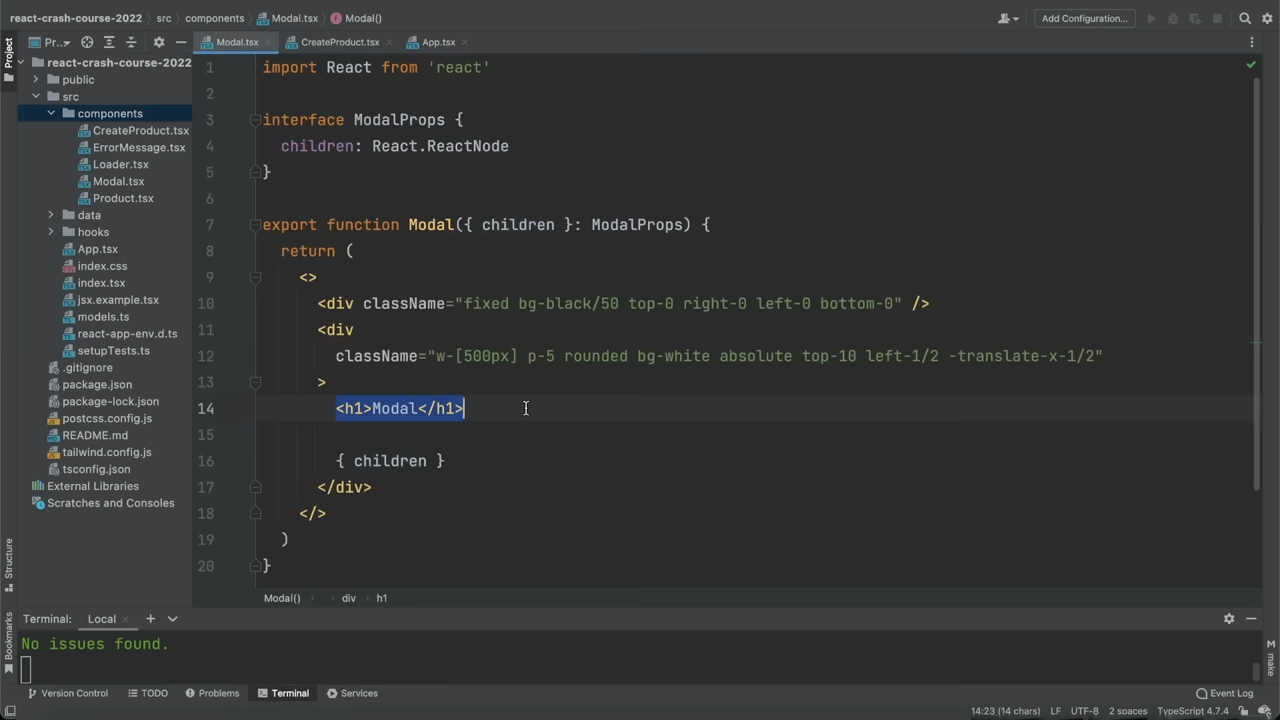 react-crash-course-2022 src components Modal.tsx Modal()
Add Configuration...
Project
Pr...
Modal.tsx CreateProduct.tsx App.tsx
react-crash-course-2022
public
src
components
CreateProduct.tsx
ErrorMessage.tsx
Loader.tsx
Modal.tsx
Product.tsx
data
hooks
App.tsx
index.css
index.tsx
jsx.example.tsx
models.ts
react-app-env.d.ts
setupTests.ts
.gitignore
package.json
package-lock.json
postcss.config.js
README.md
tailwind.config.js
tsconfig.json
External Libraries
Scratches and Consoles
1 import React from 'react'
2
3 interface ModalProps {
4 children: React.ReactNode
5 }
6
7 export function Modal({ children }: ModalProps) {
8 return (
9 <>
10 <div className="fixed bg-black/50 top-0 right-0 left-0 bottom-0" />
11 <div
12 className="w-[500px] p-5 rounded bg-white absolute top-10 left-1/2 -translate-x-1/2"
13 >
14 <h1>Modal</h1>
15
16 { children }
17 </div>
18 </>
19 )
20 }
Modal() div h1
Structure
Bookmarks
make
Terminal: Local
No issues found.
Version Control TODO Problems Terminal Services Event Log
14:23 (14 chars) LF UTF-8 2 spaces TypeScript 4.7.4